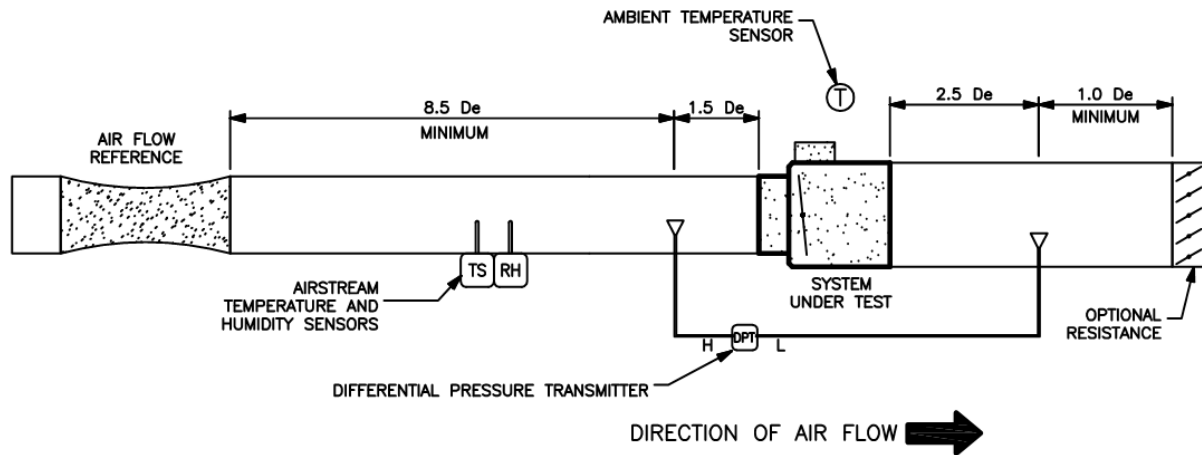 AMBIENT TEMPERATURE
SENSOR
T
8.5 De
MINIMUM
1.5 De
2.5 De
1.0 De
MINIMUM
AIR FLOW
REFERENCE
TS
RH
AIRSTREAM
TEMPERATURE AND
HUMIDITY SENSORS
SYSTEM
UNDER TEST
OPTIONAL
RESISTANCE
H
DPT
L
DIFFERENTIAL PRESSURE TRANSMITTER
DIRECTION OF AIR FLOW